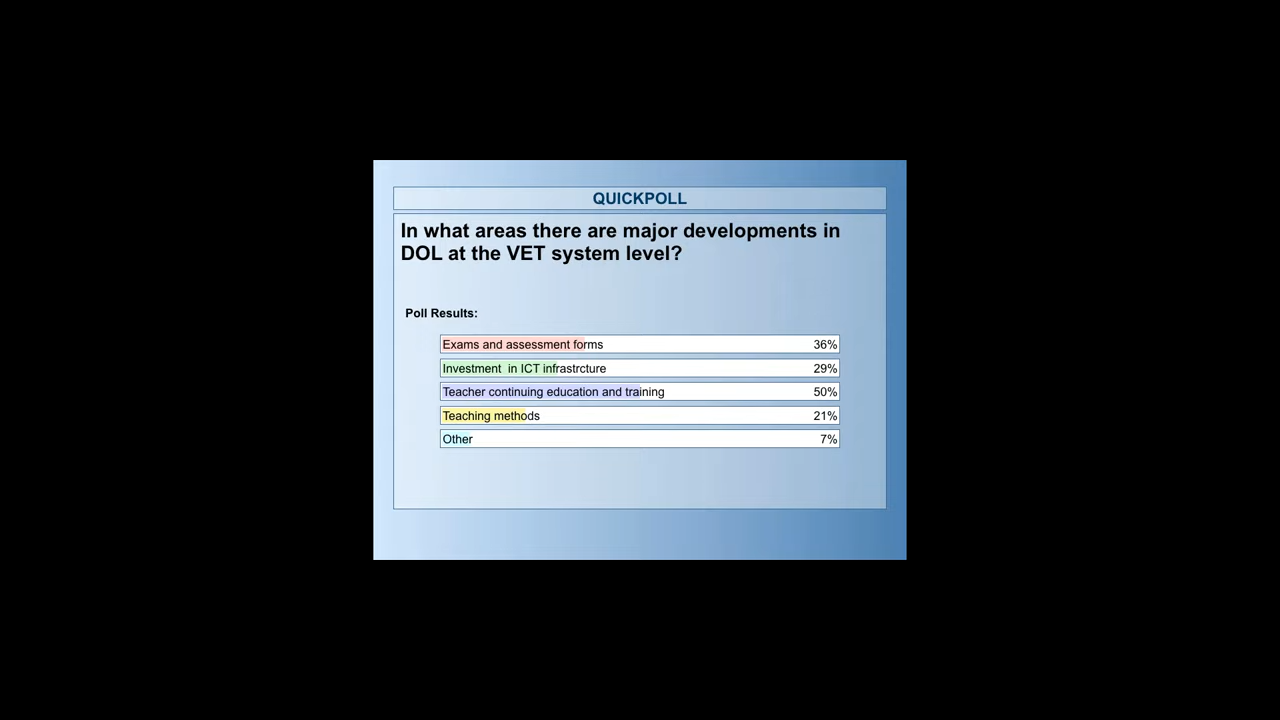 QUICKPOLL
In what areas there are major developments in
DOL at the VET system level?
Poll Results:
Exams and assessment forms 36%
Investment  in ICT infrastrcture 29%
Teacher continuing education and training 50%
Teaching methods 21%
Other 7%